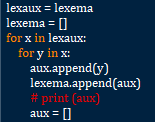 lexaux = lexema
lexema = []
for x in lexaux:
    for y in x:
        aux.append(y)
        lexema.append(aux)
        # print (aux)
        aux = []